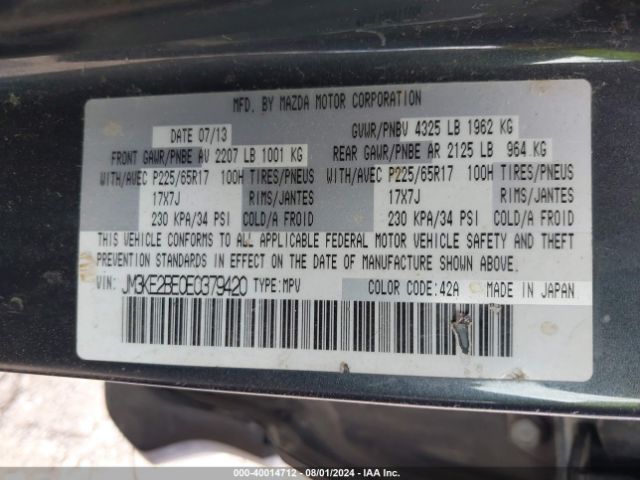 MFD. BY MAZDA MOTOR CORPORATION
DATE 07/13 GVWR/PNBV 4325 LB 1962 KG
FRONT GAWR/PNBE AV 2207 LB 1001 KG REAR GAWR/PNBE AR 2125 LB 964 KG
WITH/AVEC P225/65R17 100H TIRES/PNEUS WITH/AVEC P225/65R17 100H TIRES/PNEUS
17X7J RIMS/JANTES 17X7J RIMS/JANTES
230 KPA/34 PSI COLD/A FROID 230 KPA/34 PSI COLD/A FROID
THIS VEHICLE CONFORMS TO ALL APPLICABLE FEDERAL MOTOR VEHICLE SAFETY AND THEFT
PREVENTION STANDARDS IN EFFECT ON THE DATE OF MANUFACTURE SHOWN ABOVE.
VIN: JM3KE2BE0E0379420 TYPE:MPV COLOR CODE:42A MADE IN JAPAN
000-40014712 - 08/01/2024 - IAA Inc.